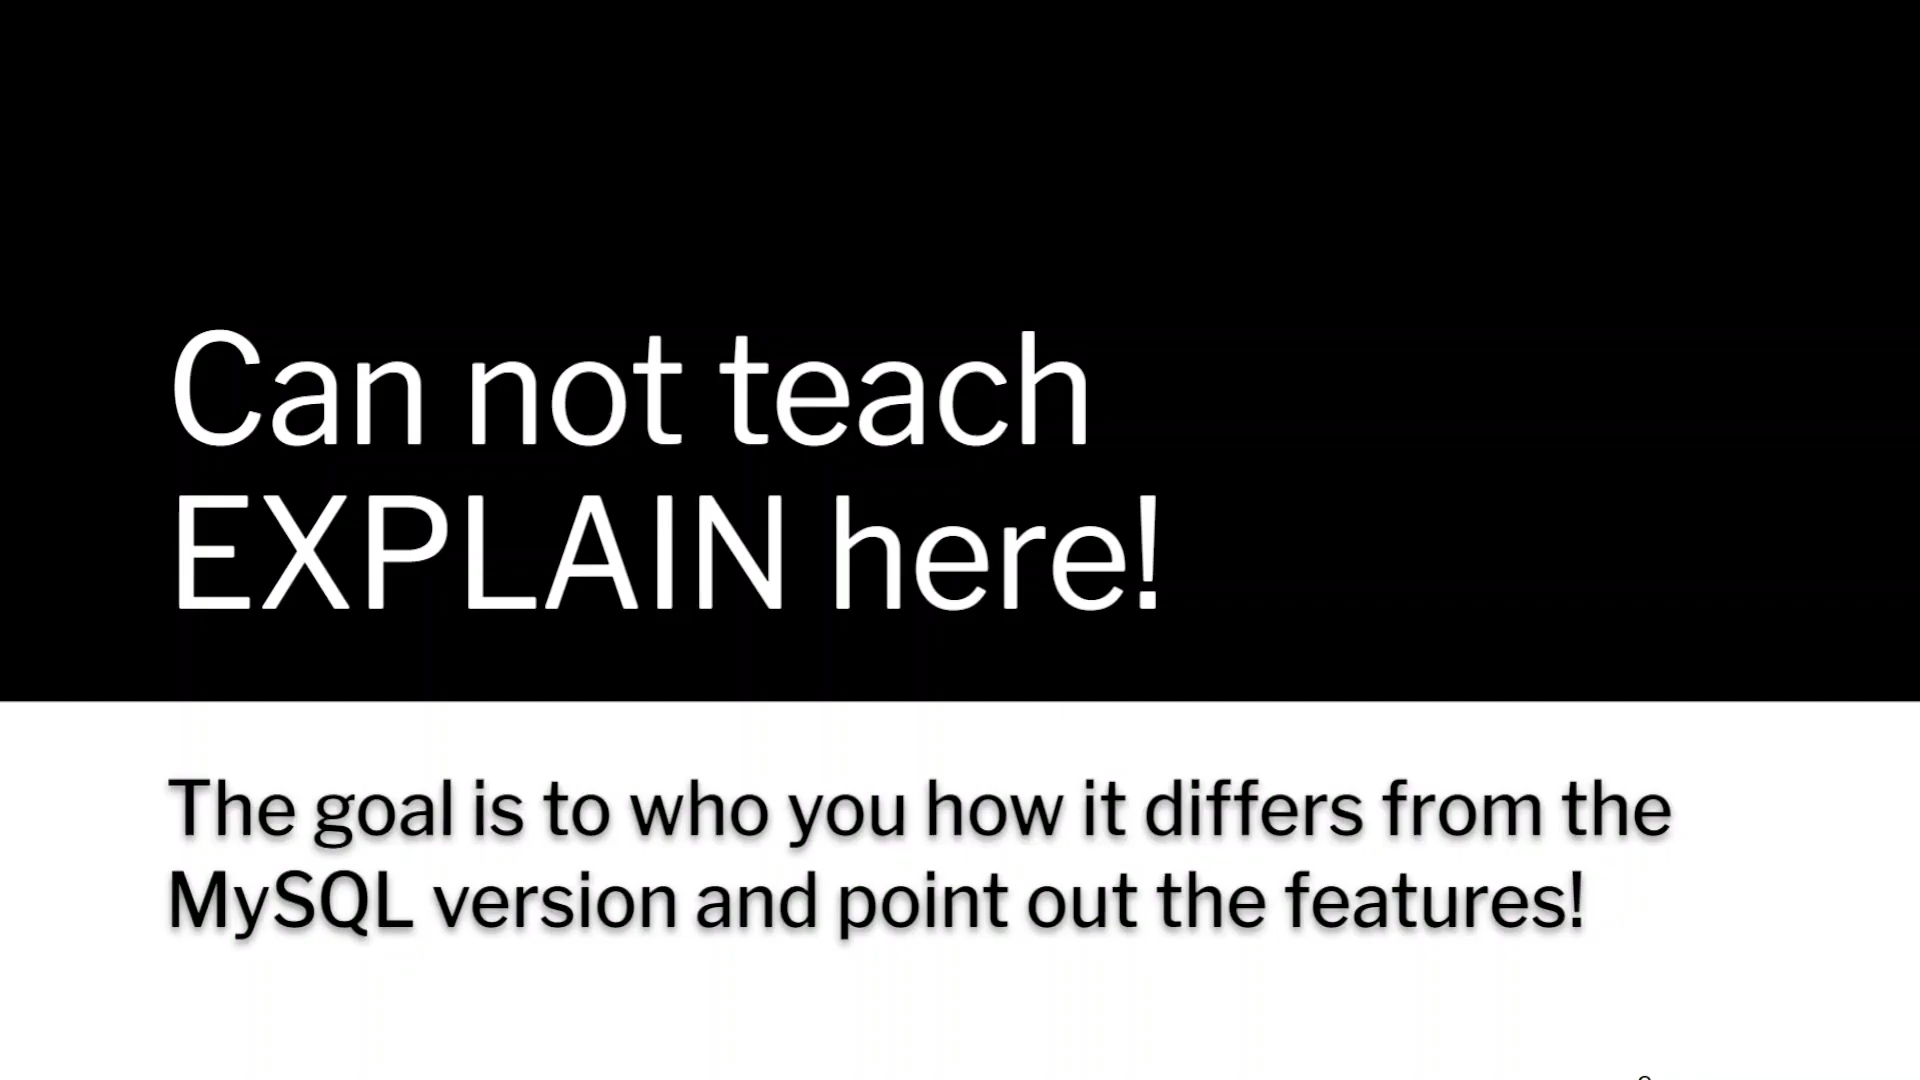 Can not teach
EXPLAIN here!
The goal is to who you how it differs from the
MySQL version and point out the features!